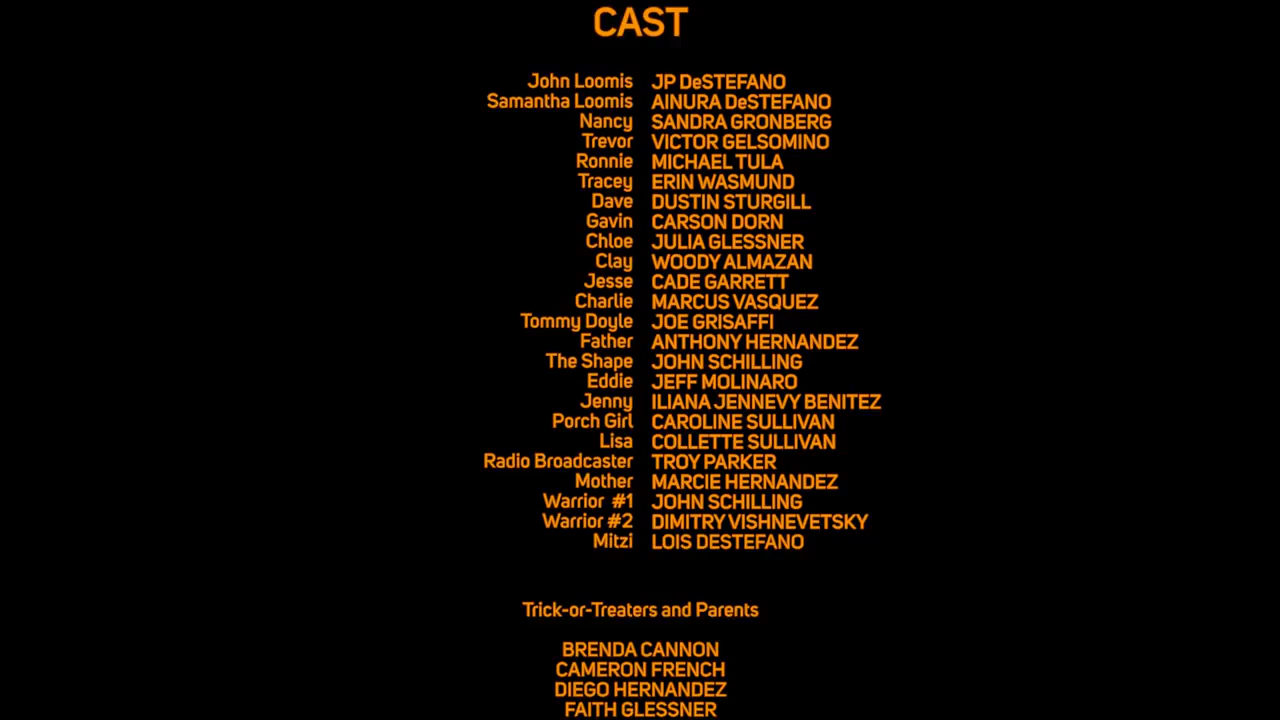 CAST
John Loomis JP DeSTEFANO
Samantha Loomis AINURA DeSTEFANO
Nancy SANDRA GRONBERG
Trevor VICTOR GELSOMINO
Ronnie MICHAEL TULA
Tracey ERIN WASMUND
Dave DUSTIN STURGILL
Gavin CARSON DORN
Chloe JULIA GLESSNER
Clay WOODY ALMAZAN
Jesse CADE GARRETT
Charlie MARCUS VASQUEZ
Tommy Doyle JOE GRISAFFI
Father ANTHONY HERNANDEZ
The Shape JOHN SCHILLING
Eddie JEFF MOLINARO
Jenny ILIANA JENNEVY BENITEZ
Porch Girl CAROLINE SULLIVAN
Lisa COLLETTE SULLIVAN
Radio Broadcaster TROY PARKER
Mother MARCIE HERNANDEZ
Warrior #1 JOHN SCHILLING
Warrior #2 DIMITRY VISHNEVETSKY
Mitzi LOIS DESTEFANO
Trick-or-Treaters and Parents
BRENDA CANNON
CAMERON FRENCH
DIEGO HERNANDEZ
FAITH GLESSNER